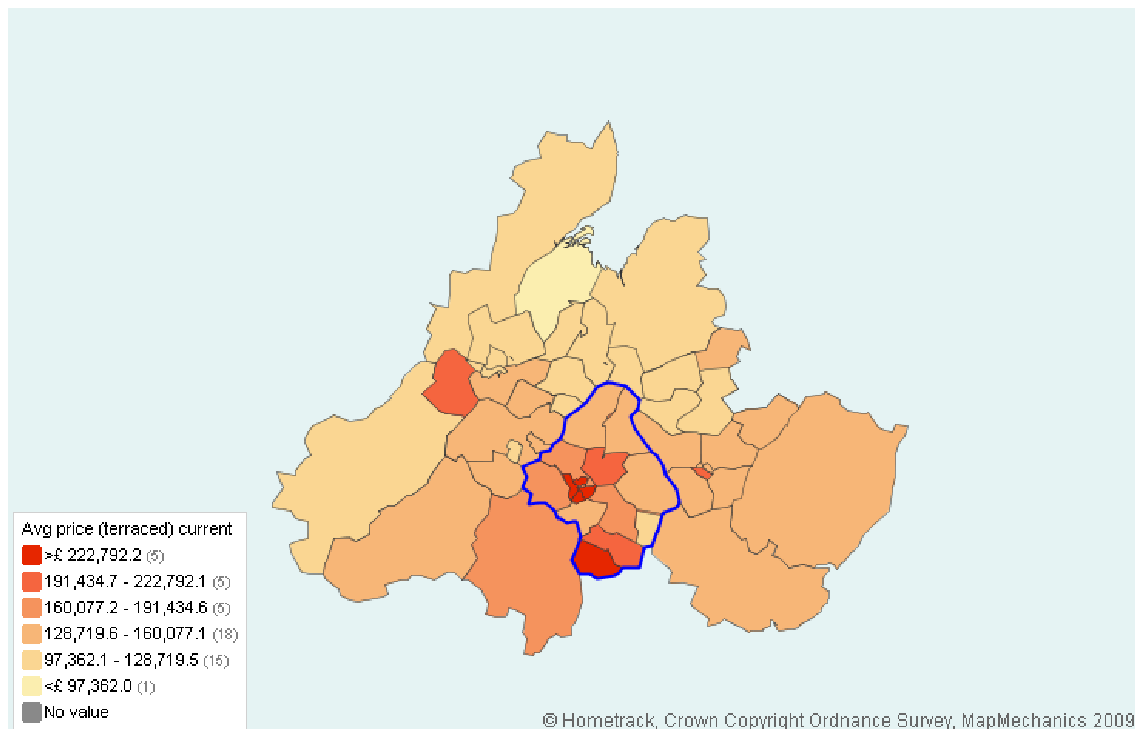 Avg price (terraced) current
>£ 222,792.2 (5)
191,434.7 - 222,792.1 (5)
160,077.2 - 191,434.6 (5)
128,719.6 - 160,077.1 (18)
97,362.1 - 128,719.5 (15)
<£ 97,362.0 (1)
No value
© Hometrack, Crown Copyright Ordnance Survey, MapMechanics 2009